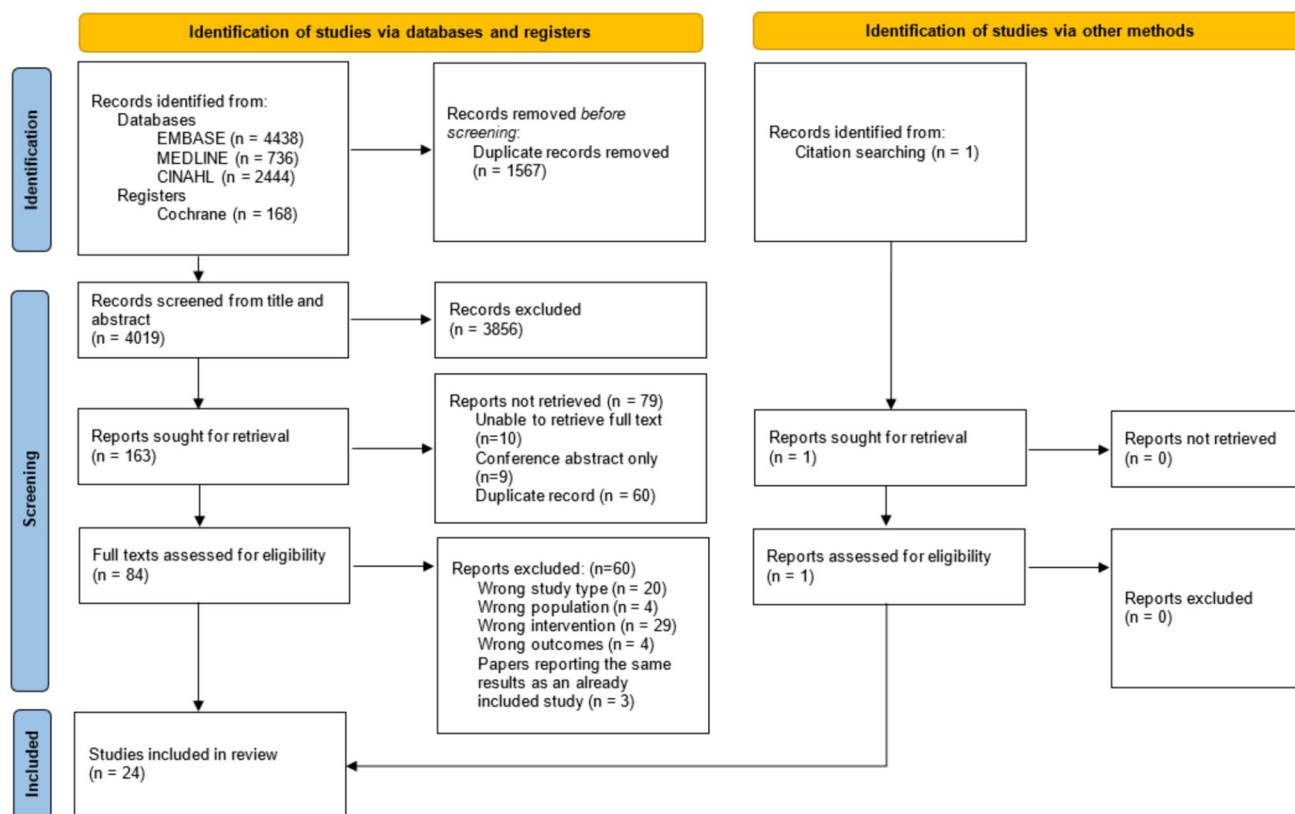 Identification of studies via databases and registers
Identification of studies via other methods
Identification
Records identified from:
Databases
EMBASE (n = 4438)
MEDLINE (n = 736)
CINAHL (n = 2444)
Registers
Cochrane (n = 168)
Records removed before
screening:
Duplicate records removed
(n = 1567)
Records identified from:
Citation searching (n = 1)
Screening
Records screened from title and
abstract
(n = 4019)
Records excluded
(n = 3856)
Reports sought for retrieval
(n = 163)
Reports not retrieved (n = 79)
Unable to retrieve full text
(n=10)
Conference abstract only
(n=9)
Duplicate record (n = 60)
Reports sought for retrieval
(n = 1)
Reports not retrieved
(n = 0)
Full texts assessed for eligibility
(n = 84)
Reports excluded: (n=60)
Wrong study type (n = 20)
Wrong population (n = 4)
Wrong intervention (n = 29)
Wrong outcomes (n = 4)
Papers reporting the same
results as an already
included study (n = 3)
Reports assessed for eligibility
(n = 1)
Reports excluded
(n = 0)
Included
Studies included in review
(n = 24)